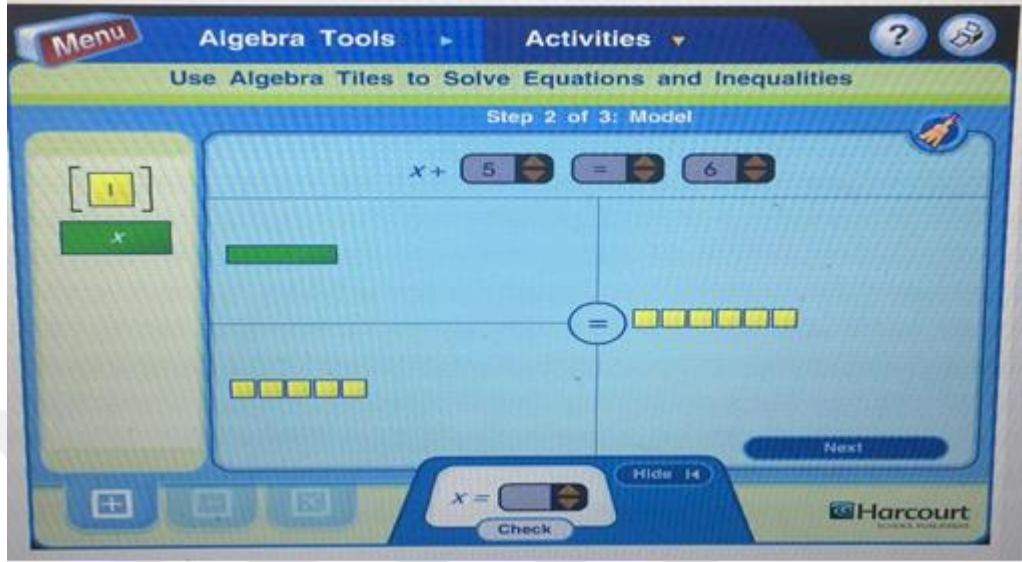 Menu
Algebra Tools Activities
?
Use Algebra Tiles to Solve Equations and Inequalities
Step 2 of 3: Model
x + 5 = 6
1
x
=
Next
Hide
x =
Check
Harcourt